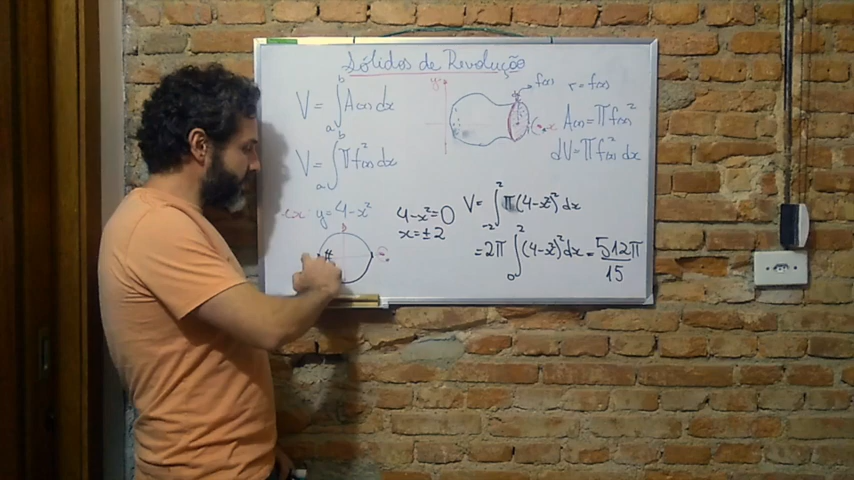 Sólidos de Revolução
V = ∫ₐᵇ A(x) dx
V = ∫ₐᵇ π f(x)² dx
y
f(x)
x
r = f(x)
A(x) = π f(x)²
dV = π f(x)² dx
ex: y = 4 - x²
4 - x² = 0
x = ± 2
V = ∫₋₂² π (4 - x²)² dx
= 2π ∫₀² (4 - x²)² dx = 512π/15